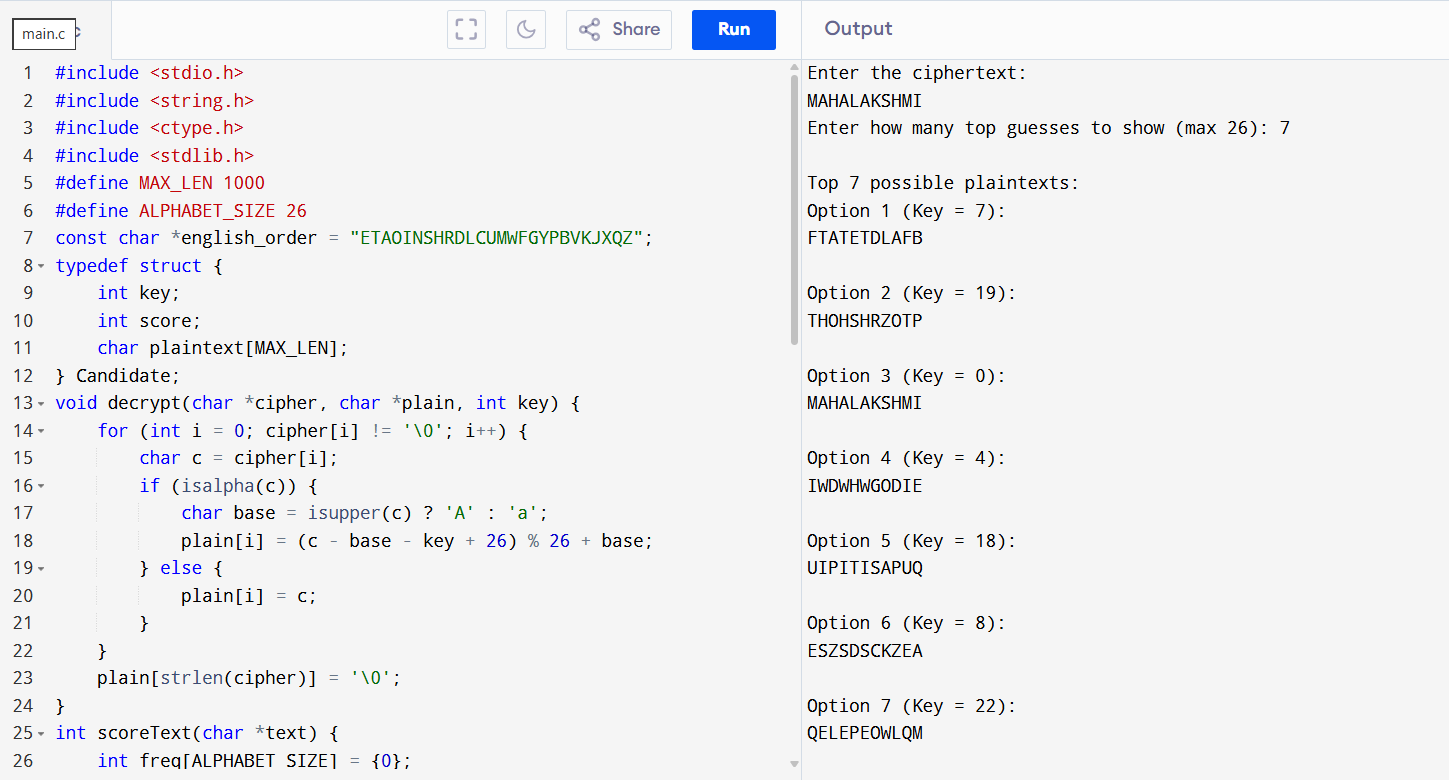 main.c
Share
Run
Output
1 #include <stdio.h>
2 #include <string.h>
3 #include <ctype.h>
4 #include <stdlib.h>
5 #define MAX_LEN 1000
6 #define ALPHABET_SIZE 26
7 const char *english_order = "ETAOINSHRDLCUMWFGYPBVKJXQZ";
8 typedef struct {
9     int key;
10     int score;
11     char plaintext[MAX_LEN];
12 } Candidate;
13 void decrypt(char *cipher, char *plain, int key) {
14     for (int i = 0; cipher[i] != '\0'; i++) {
15         char c = cipher[i];
16         if (isalpha(c)) {
17             char base = isupper(c) ? 'A' : 'a';
18             plain[i] = (c - base - key + 26) % 26 + base;
19         } else {
20             plain[i] = c;
21         }
22     }
23     plain[strlen(cipher)] = '\0';
24 }
25 int scoreText(char *text) {
26     int freq[ALPHABET_SIZE] = {0};
Enter the ciphertext:
MAHALAKSHMI
Enter how many top guesses to show (max 26): 7
Top 7 possible plaintexts:
Option 1 (Key = 7):
FTATETDLAFB
Option 2 (Key = 19):
THOHSHRZOTP
Option 3 (Key = 0):
MAHALAKSHMI
Option 4 (Key = 4):
IWDWHWGODIE
Option 5 (Key = 18):
UIPITISAPUQ
Option 6 (Key = 8):
ESZSDSCKZEA
Option 7 (Key = 22):
QELEPEOWLQM